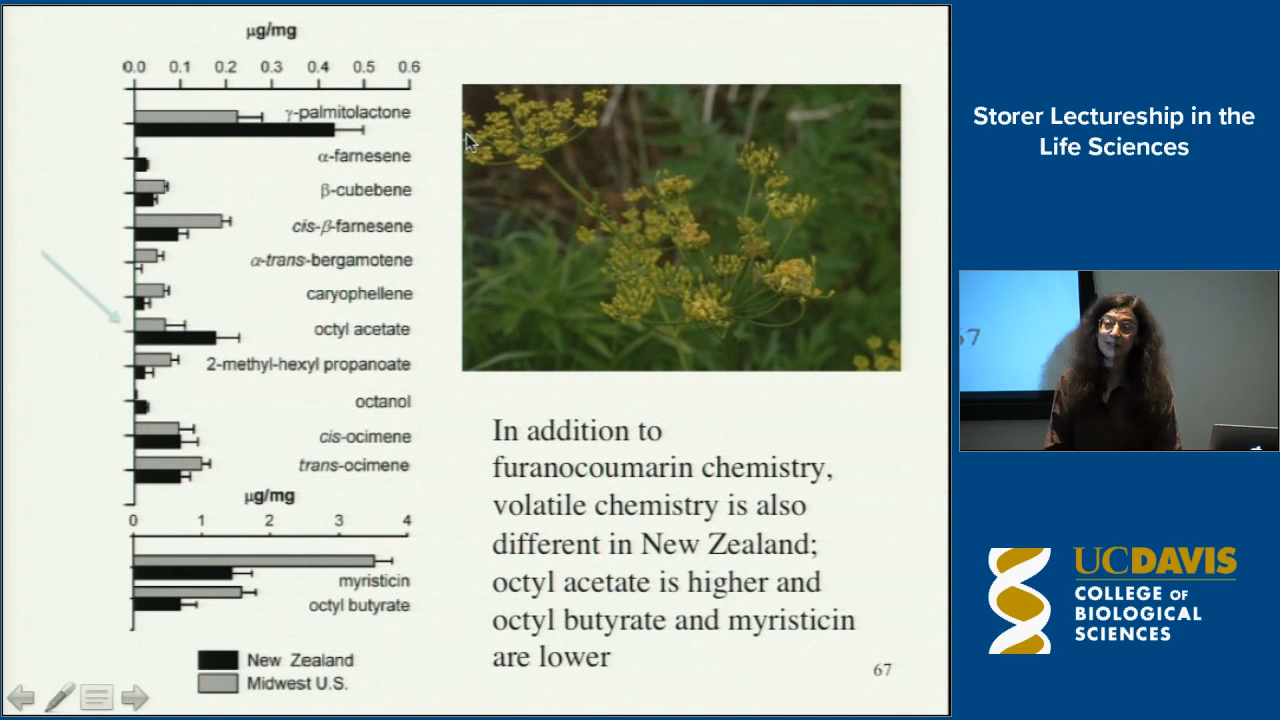 µg/mg
0.0 0.1 0.2 0.3 0.4 0.5 0.6
γ-palmitolactone
α-farnesene
β-cubebene
cis-β-farnesene
α-trans-bergamotene
caryophellene
octyl acetate
2-methyl-hexyl propanoate
octanol
cis-ocimene
trans-ocimene
µg/mg
0 1 2 3 4
myristicin
octyl butyrate
New Zealand
Midwest U.S.
In addition to
furanocoumarin chemistry,
volatile chemistry is also
different in New Zealand;
octyl acetate is higher and
octyl butyrate and myristicin
are lower
67
Storer Lectureship in the
Life Sciences
67
UCDAVIS
COLLEGE OF
BIOLOGICAL
SCIENCES